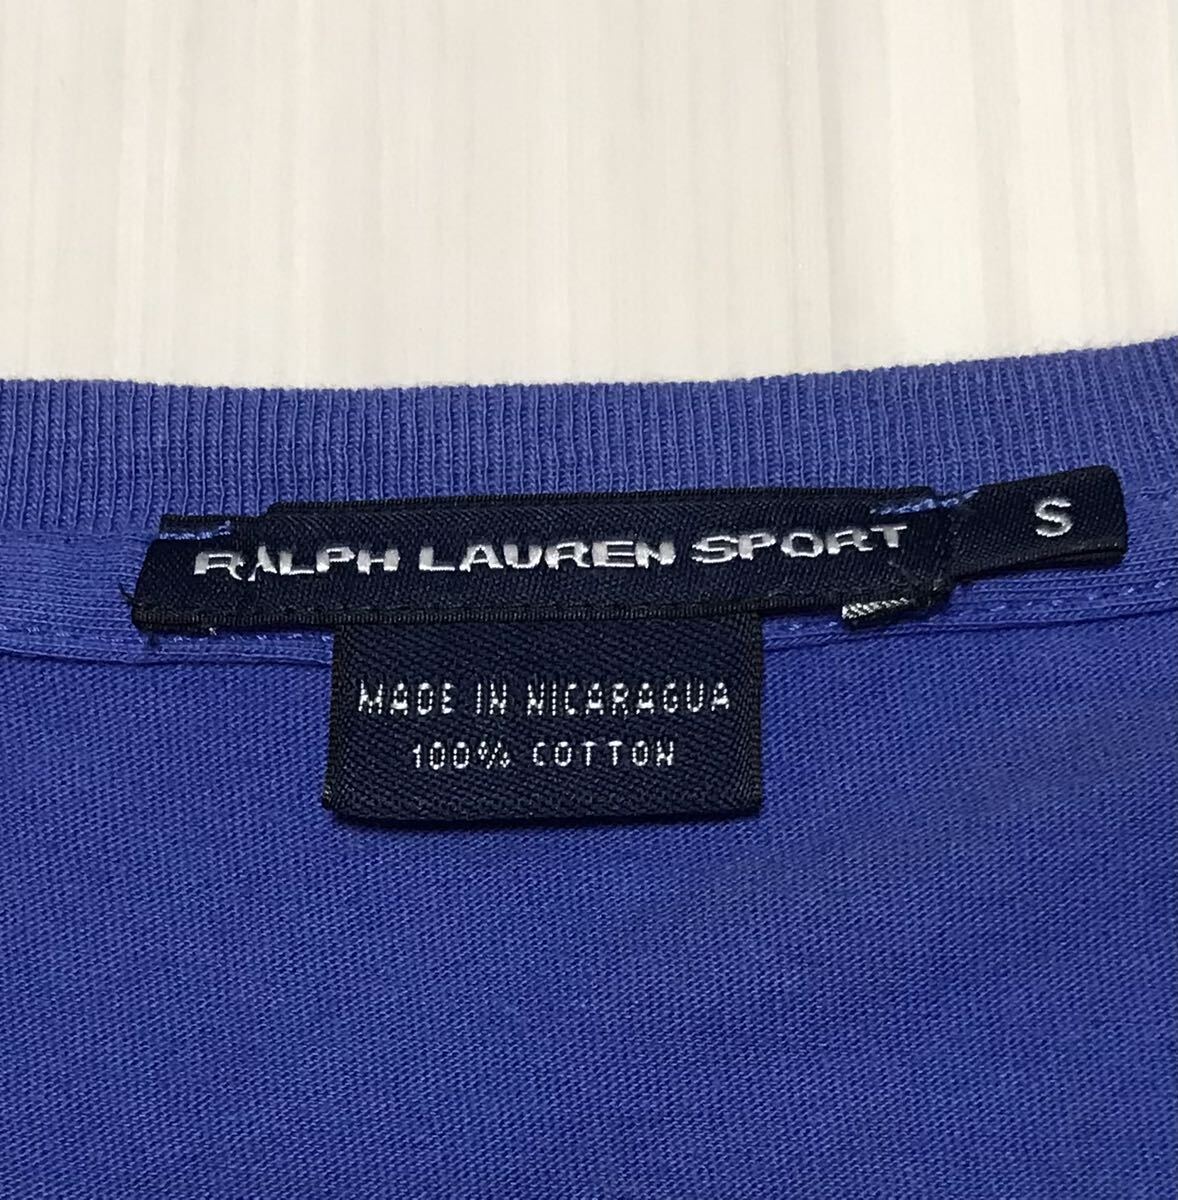 RALPH LAUREN SPORT
S
MADE IN NICARAGUA
100% COTTON